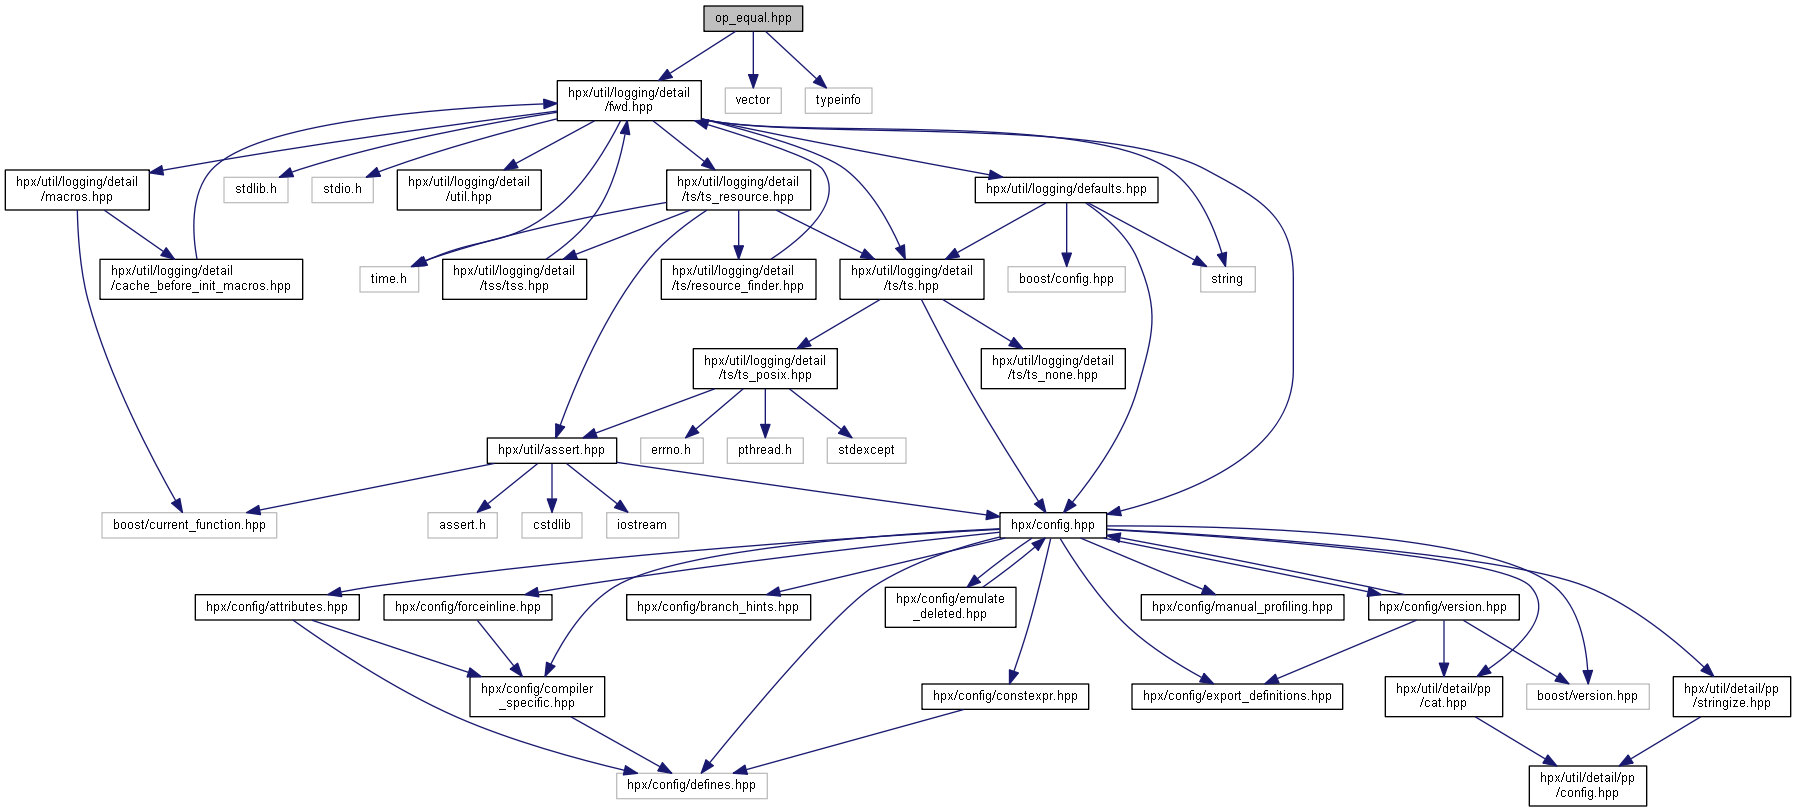 op_equal.hpp
hpx/util/logging/detail
/fwd.hpp
vector
typeinfo
hpx/util/logging/detail
/macros.hpp
stdlib.h
stdio.h
hpx/util/logging/detail
/util.hpp
hpx/util/logging/detail
/ts/ts_resource.hpp
hpx/util/logging/defaults.hpp
hpx/util/logging/detail
/cache_before_init_macros.hpp
time.h
hpx/util/logging/detail
/tss/tss.hpp
hpx/util/logging/detail
/ts/resource_finder.hpp
hpx/util/logging/detail
/ts/ts.hpp
boost/config.hpp
string
hpx/util/logging/detail
/ts/ts_posix.hpp
hpx/util/logging/detail
/ts/ts_none.hpp
hpx/util/assert.hpp
errno.h
pthread.h
stdexcept
boost/current_function.hpp
assert.h
cstdlib
iostream
hpx/config.hpp
hpx/config/attributes.hpp
hpx/config/forceinline.hpp
hpx/config/branch_hints.hpp
hpx/config/emulate
_deleted.hpp
hpx/config/manual_profiling.hpp
hpx/config/version.hpp
hpx/config/compiler
_specific.hpp
hpx/config/constexpr.hpp
hpx/config/export_definitions.hpp
hpx/util/detail/pp
/cat.hpp
boost/version.hpp
hpx/util/detail/pp
/stringize.hpp
hpx/config/defines.hpp
hpx/util/detail/pp
/config.hpp